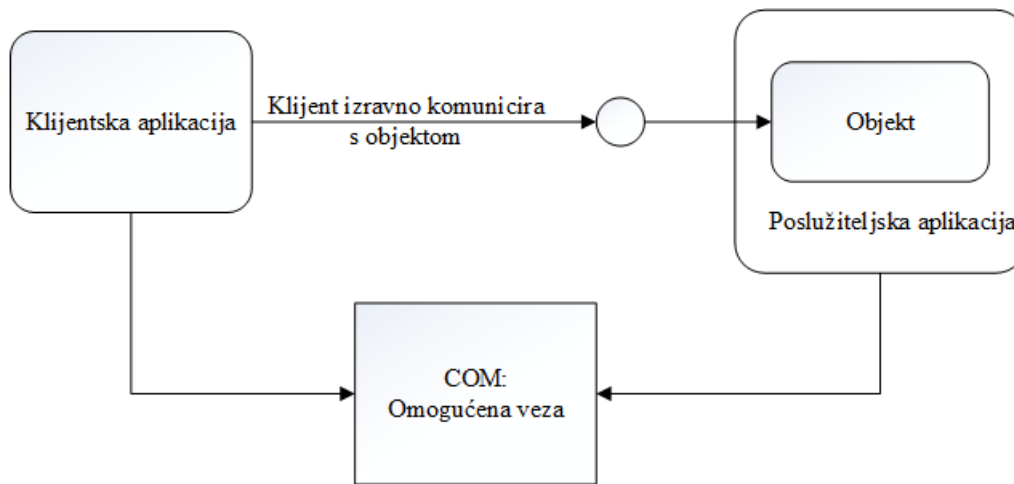 Klijentska aplikacija
Klijent izravno komunicira
s objektom
Objekt
Poslužiteljska aplikacija
COM:
Omogućena veza